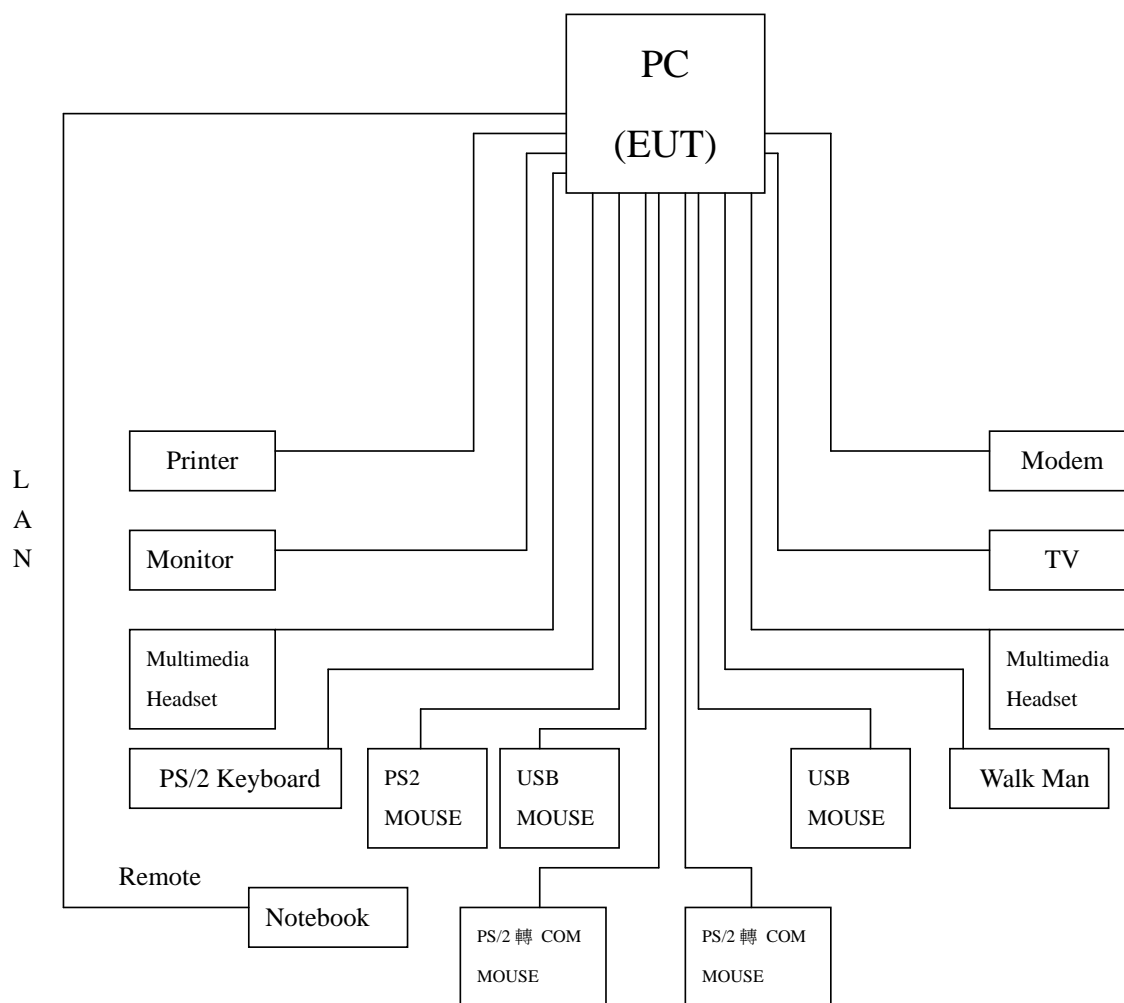 PC
(EUT)
Printer
Modem
L
A
N
Monitor
TV
Multimedia
Headset
Multimedia
Headset
PS/2 Keyboard
PS2
MOUSE
USB
MOUSE
USB
MOUSE
Walk Man
Remote
Notebook
PS/2 轉 COM
MOUSE
PS/2 轉 COM
MOUSE